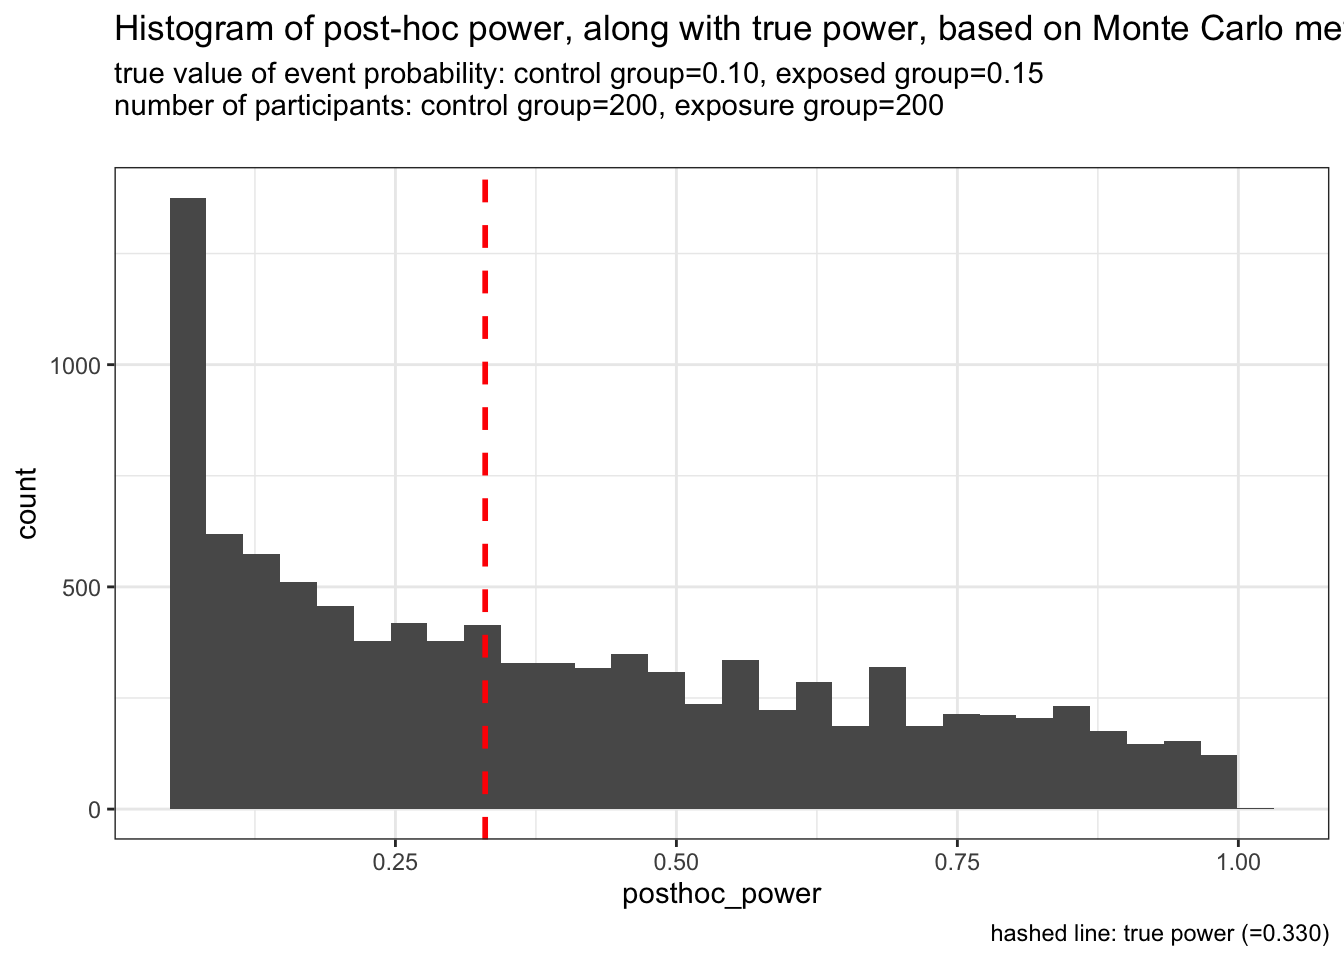 Histogram of post-hoc power, along with true power, based on Monte Carlo me
true value of event probability: control group=0.10, exposed group=0.15
number of participants: control group=200, exposure group=200
1000
500
0
count
0.25 0.50 0.75 1.00
posthoc_power
hashed line: true power (=0.330)